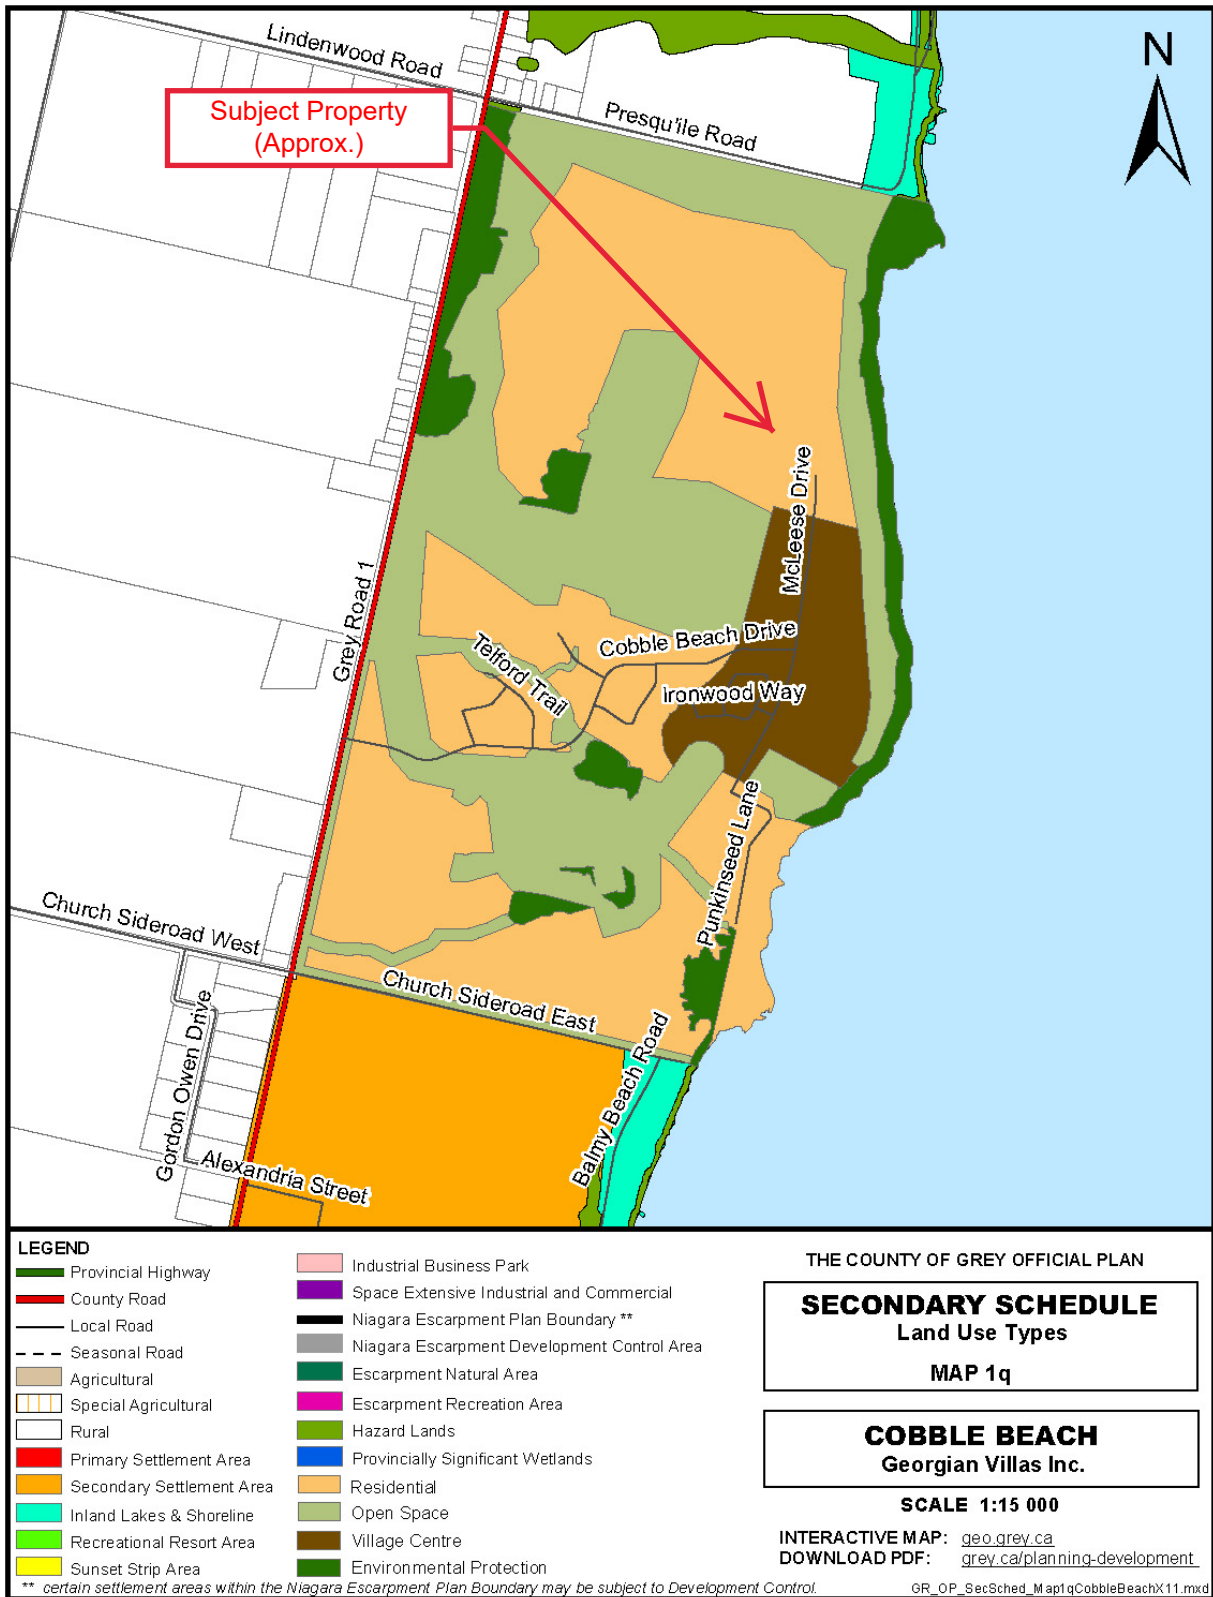 Lindenwood Road
N
Subject Property
(Approx.)
Presqu'ile Road
McLeese Drive
Grey Road 1
Cobble Beach Drive
Telford Trail
Ironwood Way
Punkinseed Lane
Church Sideroad West
Church Sideroad East
Gordon Owen Drive
Balmy Beach Road
Alexandria Street
LEGEND
Provincial Highway
County Road
Local Road
Seasonal Road
Agricultural
Special Agricultural
Rural
Primary Settlement Area
Secondary Settlement Area
Inland Lakes & Shoreline
Recreational Resort Area
Sunset Strip Area
Industrial Business Park
Space Extensive Industrial and Commercial
Niagara Escarpment Plan Boundary **
Niagara Escarpment Development Control Area
Escarpment Natural Area
Escarpment Recreation Area
Hazard Lands
Provincially Significant Wetlands
Residential
Open Space
Village Centre
Environmental Protection
THE COUNTY OF GREY OFFICIAL PLAN
SECONDARY SCHEDULE
Land Use Types
MAP 1q
COBBLE BEACH
Georgian Villas Inc.
SCALE 1:15 000
INTERACTIVE MAP: geo.grey.ca
DOWNLOAD PDF: grey.ca/planning-development
** certain settlement areas within the Niagara Escarpment Plan Boundary may be subject to Development Control.
GR_OP_SecSched_Map1qCobbleBeachX11.mxd